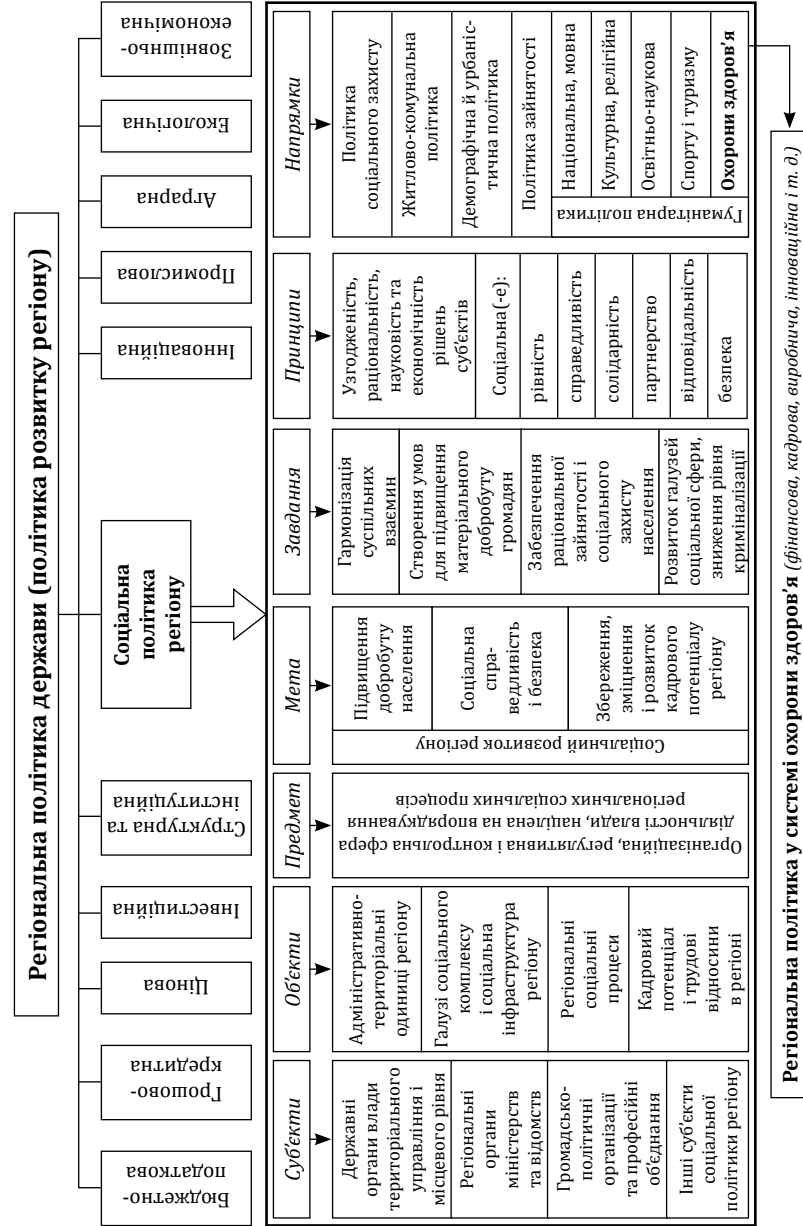 Регіональна політика держави (політика розвитку регіону)
Бюджетно-
податкова
Грошово-
кредитна
Цінова
Інвестиційна
Структурна та
інституційна
Соціальна
політика
регіону
Інноваційна
Промислова
Аграрна
Екологічна
Зовнішньо-
економічна
Суб'єкти
Державні
органи влади
територіального
управління і
місцевого рівня
Регіональні
органи
міністерств
та відомств
Громадсько-
політичні
організації
та професійні
об'єднання
Інші суб'єкти
соціальної
політики регіону
Об'єкти
Адміністративно-
територіальні
одиниці регіону
Галузі соціального
комплексу
і соціальна
інфраструктура
регіону
Регіональні
соціальні
процеси
Кадровий
потенціал
і трудові
відносини
в регіоні
Предмет
Організаційна, регулятивна і контрольна сфера
діяльності влади, націлена на впорядкування
регіональних соціальних процесів
Мета
Соціальний розвиток регіону
Підвищення
добробуту
населення
Соціальна
спра-
ведливість
і безпека
Збереження,
зміцнення
і розвиток
кадрового
потенціалу
регіону
Завдання
Гармонізація
суспільних
взаємин
Створення умов
для підвищення
матеріального
добробуту
громадян
Забезпечення
раціональної
зайнятості і
соціального
захисту
населення
Розвиток галузей
соціальної сфери,
зниження рівня
криміналізації
Принципи
Узгодженість,
раціональність,
науковість та
економічність
рішень
суб'єктів
Соціальна(-е):
рівність
справедливість
солідарність
партнерство
відповідальність
безпека
Напрямки
Політика
соціального захисту
Житлово-комунальна
політика
Демографічна й урбаніс-
тична політика
Політика зайнятості
Гуманітарна політика
Національна, мовна
Культурна, релігійна
Освітньо-наукова
Спорту і туризму
Охорони здоров'я
Регіональна політика у системі охорони здоров'я (фінансова, кадрова, виробнича, інноваційна і т. д.)